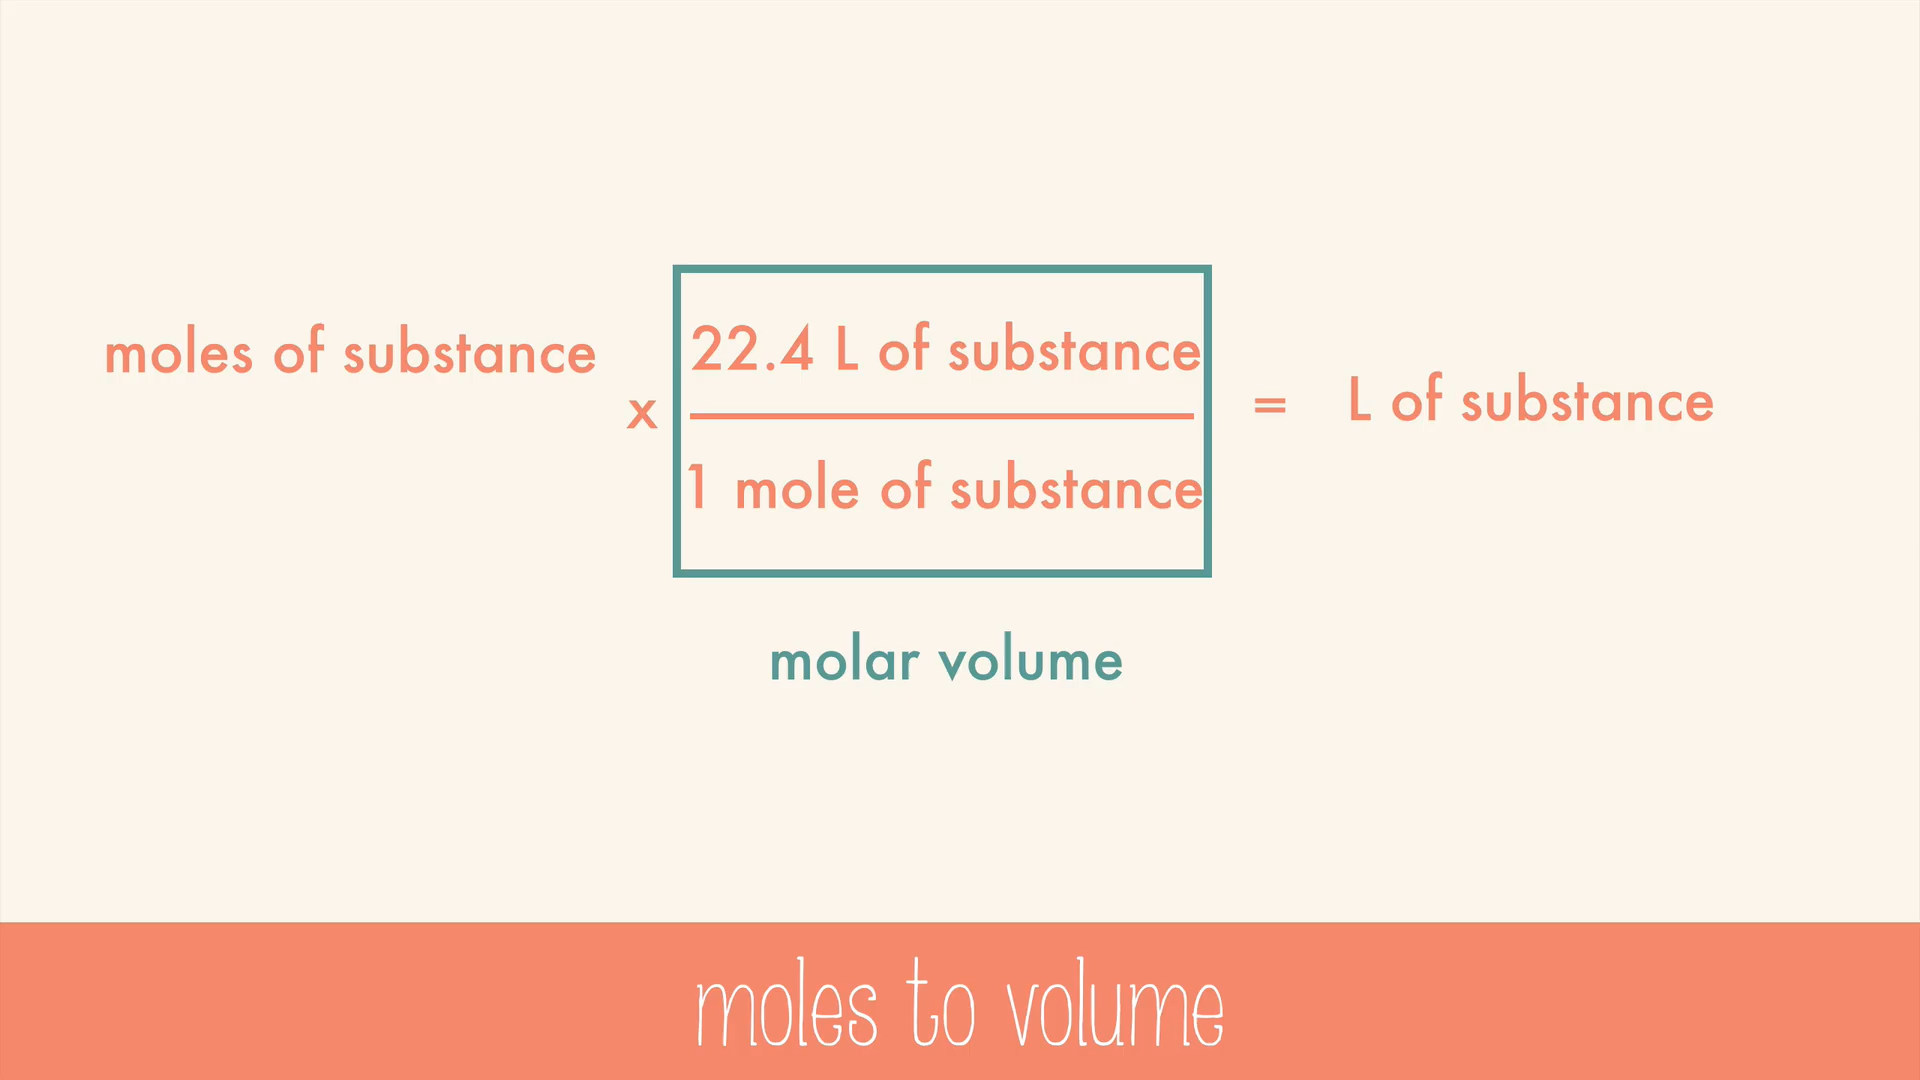 moles of substance
x
22.4 L of substance
1 mole of substance
=
L of substance
molar volume
moles to volume